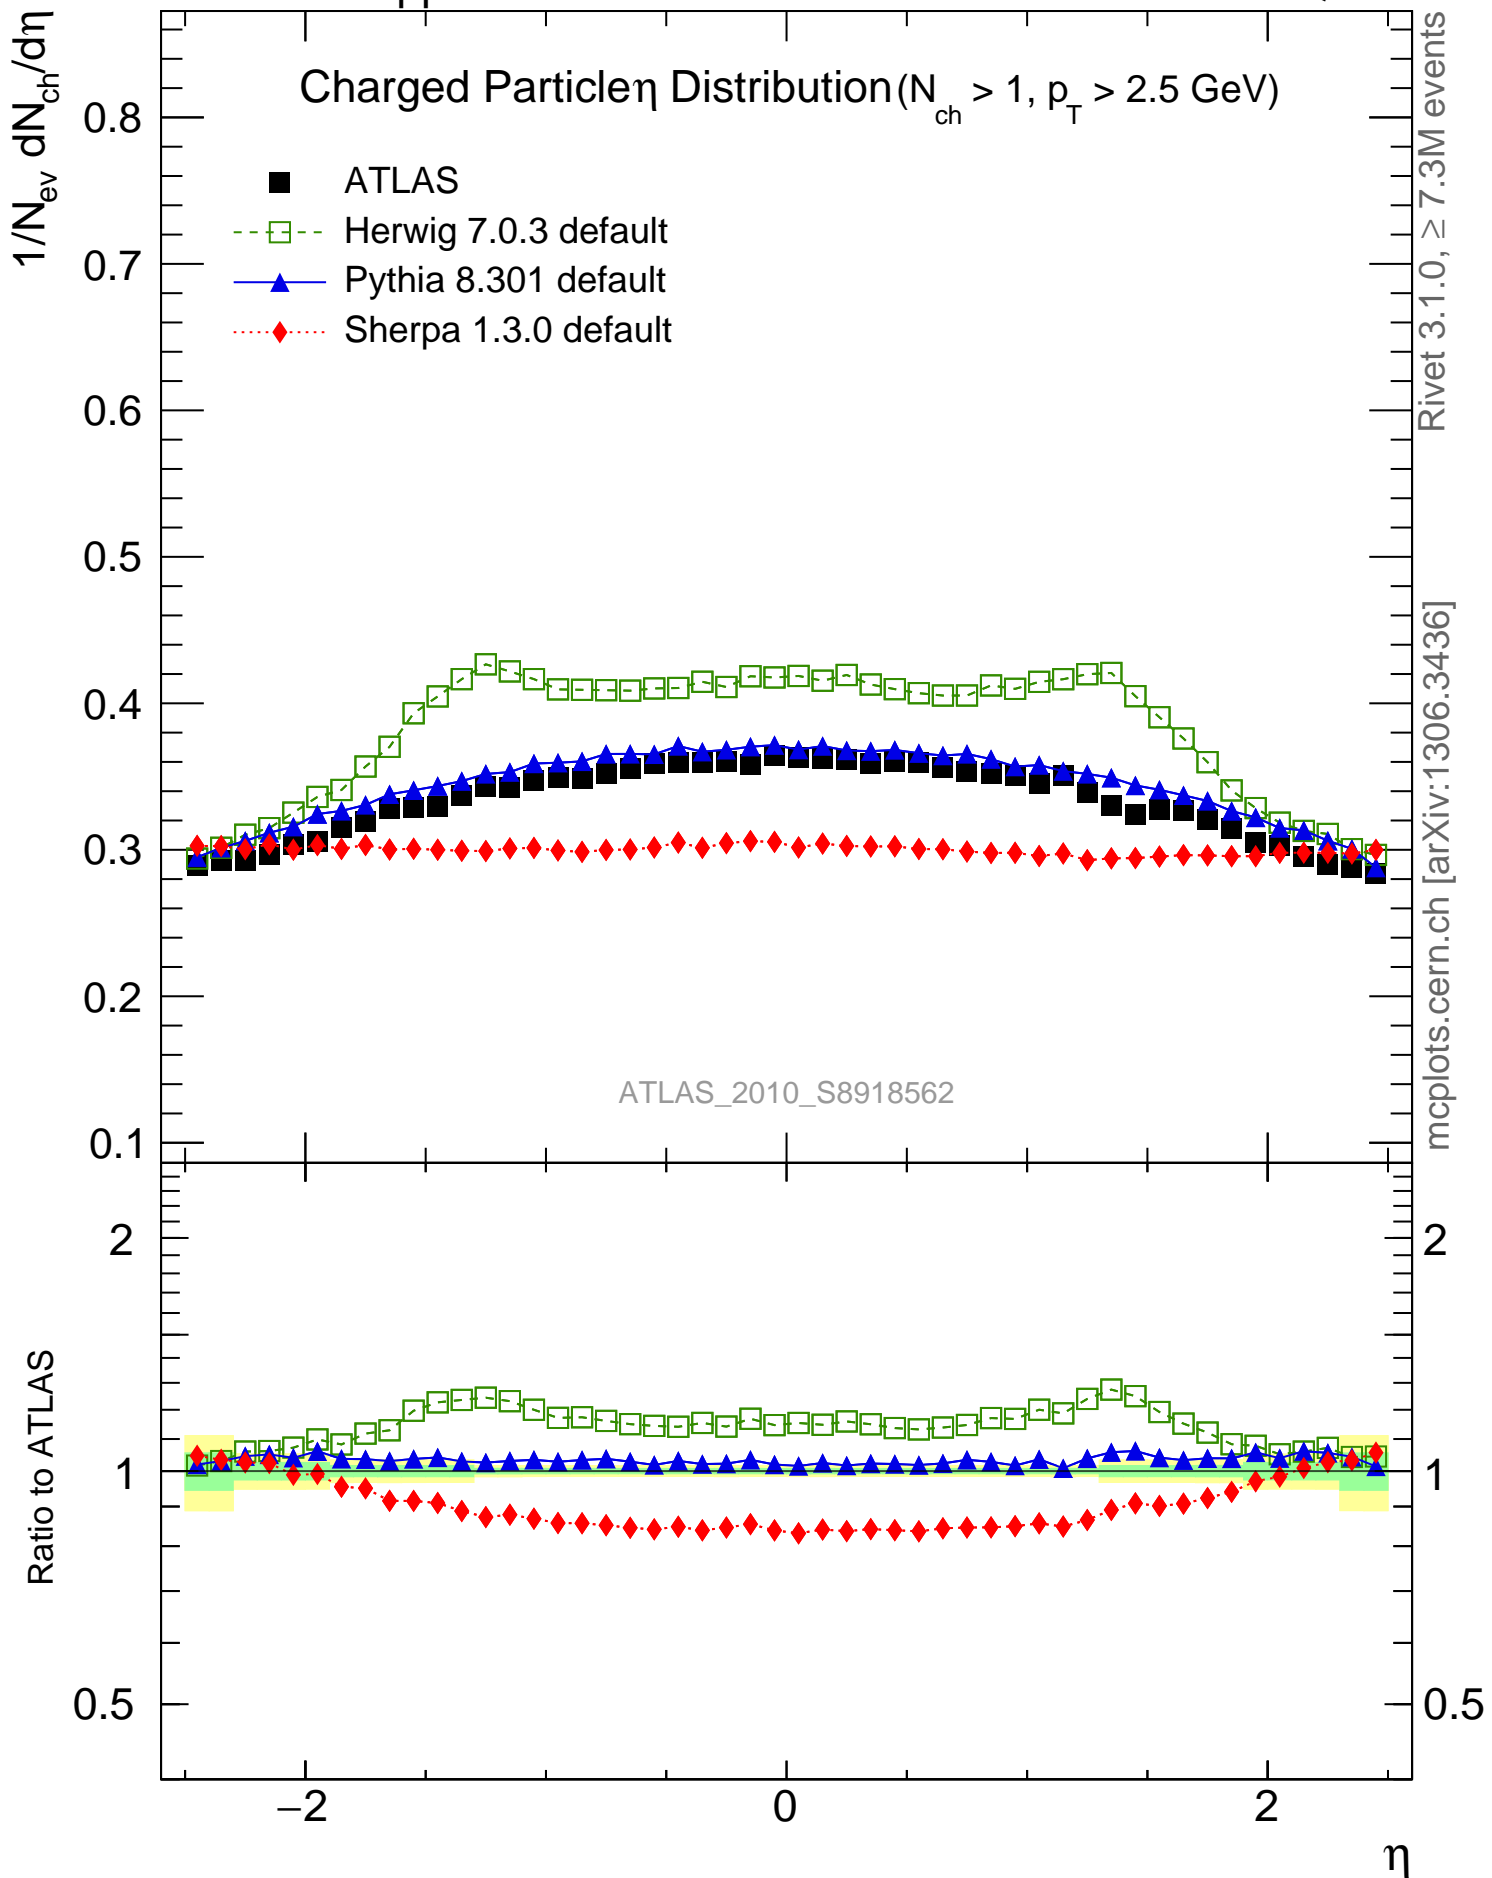 1/N_ev dN_ch/dη
Charged Particleη Distribution(N_ch > 1, p_T > 2.5 GeV)
ATLAS
Herwig 7.0.3 default
Pythia 8.301 default
Sherpa 1.3.0 default
0.8
0.7
0.6
0.5
0.4
0.3
0.2
0.1
ATLAS_2010_S8918562
Rivet 3.1.0, ≥ 7.3M events
mcplots.cern.ch [arXiv:1306.3436]
Ratio to ATLAS
2
1
0.5
2
1
0.5
−2 0 2
η